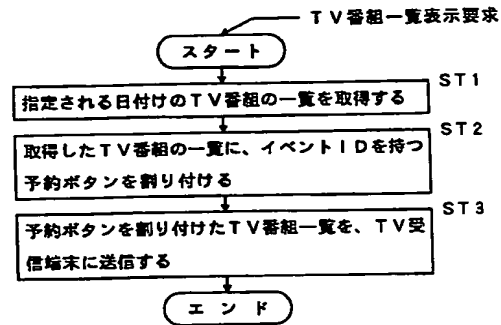 TV番組一覧表示要求
スタート
ST1
指定される日付けのTV番組の一覧を取得する
ST2
取得したTV番組の一覧に、イベントIDを持つ
予約ボタンを割り付ける
ST3
予約ボタンを割り付けたTV番組一覧を、TV受
信端末に送信する
エンド